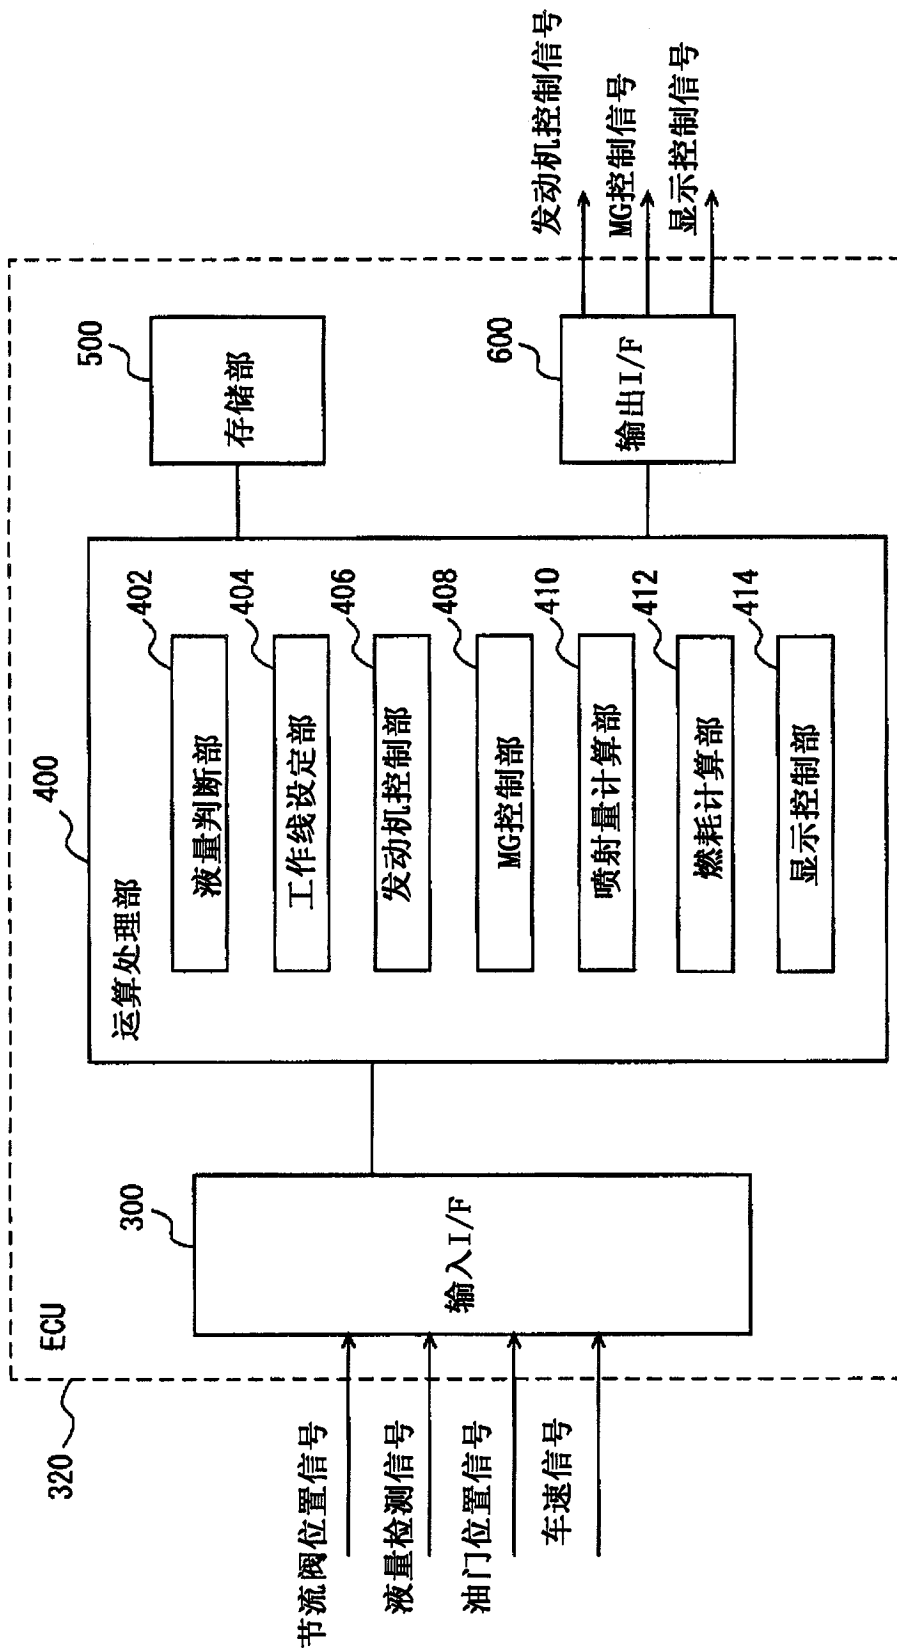 320
ECU
节流阀位置信号
液量检测信号
油门位置信号
车速信号
300
输入I/F
400
运算处理部
402
液量判断部
404
工作线设定部
406
发动机控制部
408
MG控制部
410
喷射量计算部
412
燃耗计算部
414
显示控制部
500
存储部
600
输出I/F
发动机控制信号
MG控制信号
显示控制信号